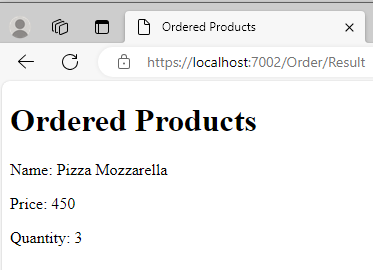 Ordered Products
https://localhost:7002/Order/Result
Ordered Products
Name: Pizza Mozzarella
Price: 450
Quantity: 3